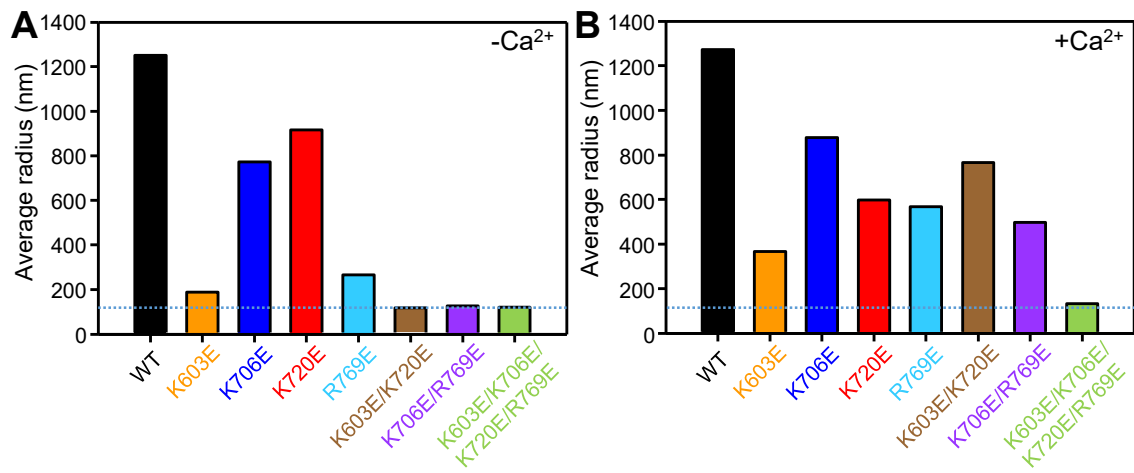 A
-Ca²⁺
Average radius (nm)
1400
1200
1000
800
600
400
200
0
WT
K603E
K706E
K720E
R769E
K603E/K720E
K706E/R769E
K603E/K706E/
K720E/R769E
B
+Ca²⁺
Average radius (nm)
1400
1200
1000
800
600
400
200
0
WT
K603E
K706E
K720E
R769E
K603E/K720E
K706E/R769E
K603E/K706E/
K720E/R769E